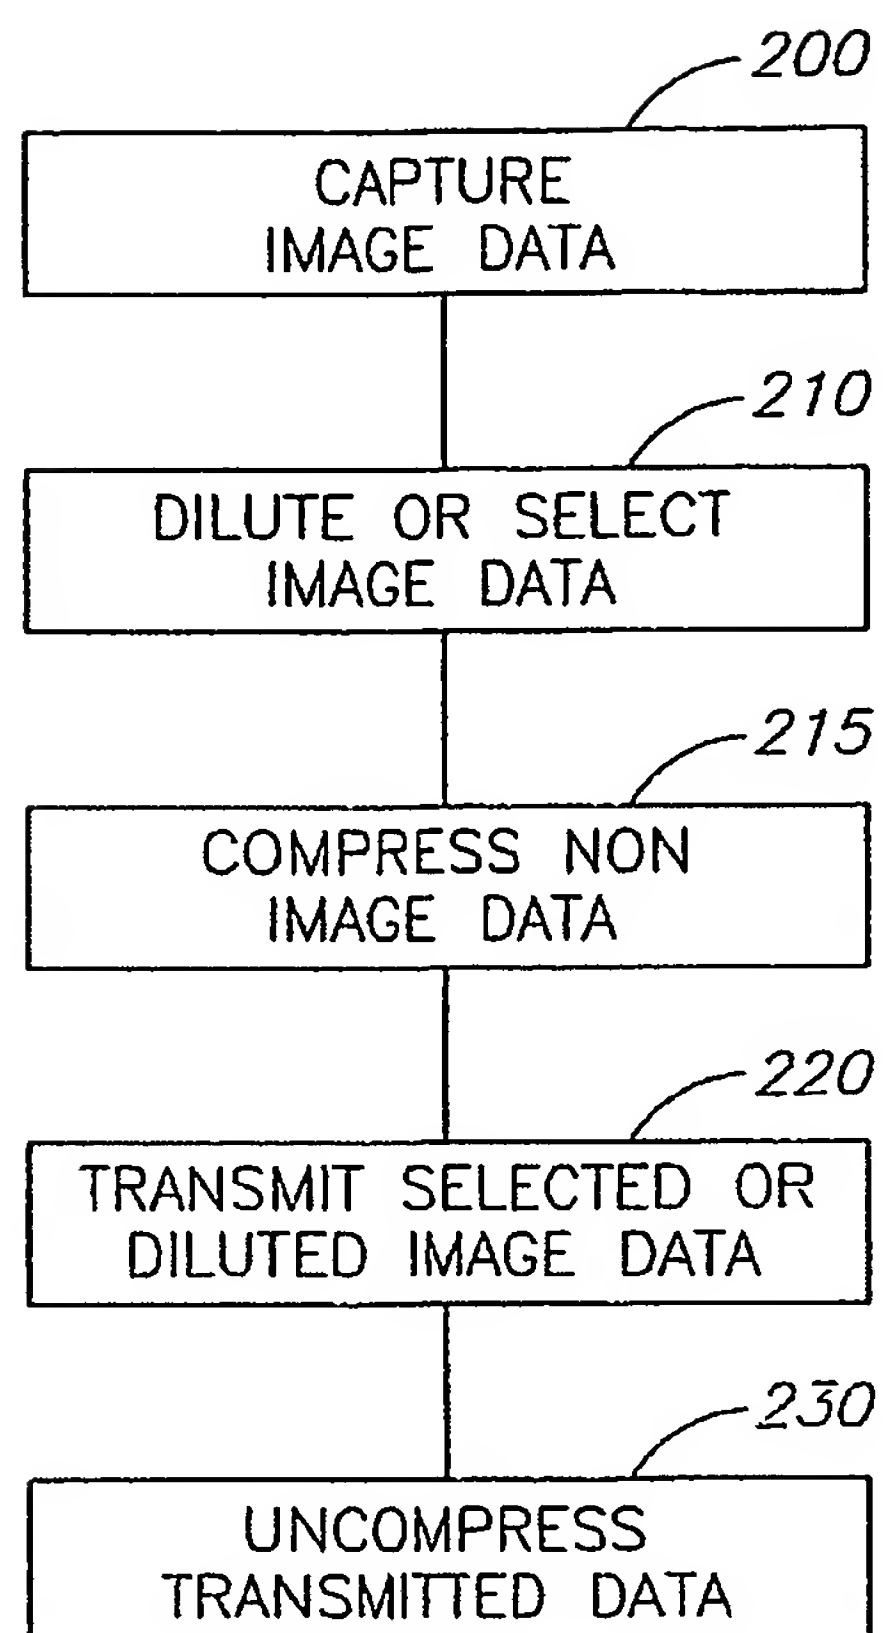 200
CAPTURE
IMAGE DATA
210
DILUTE OR SELECT
IMAGE DATA
215
COMPRESS NON
IMAGE DATA
220
TRANSMIT SELECTED OR
DILUTED IMAGE DATA
230
UNCOMPRESS
TRANSMITTED DATA